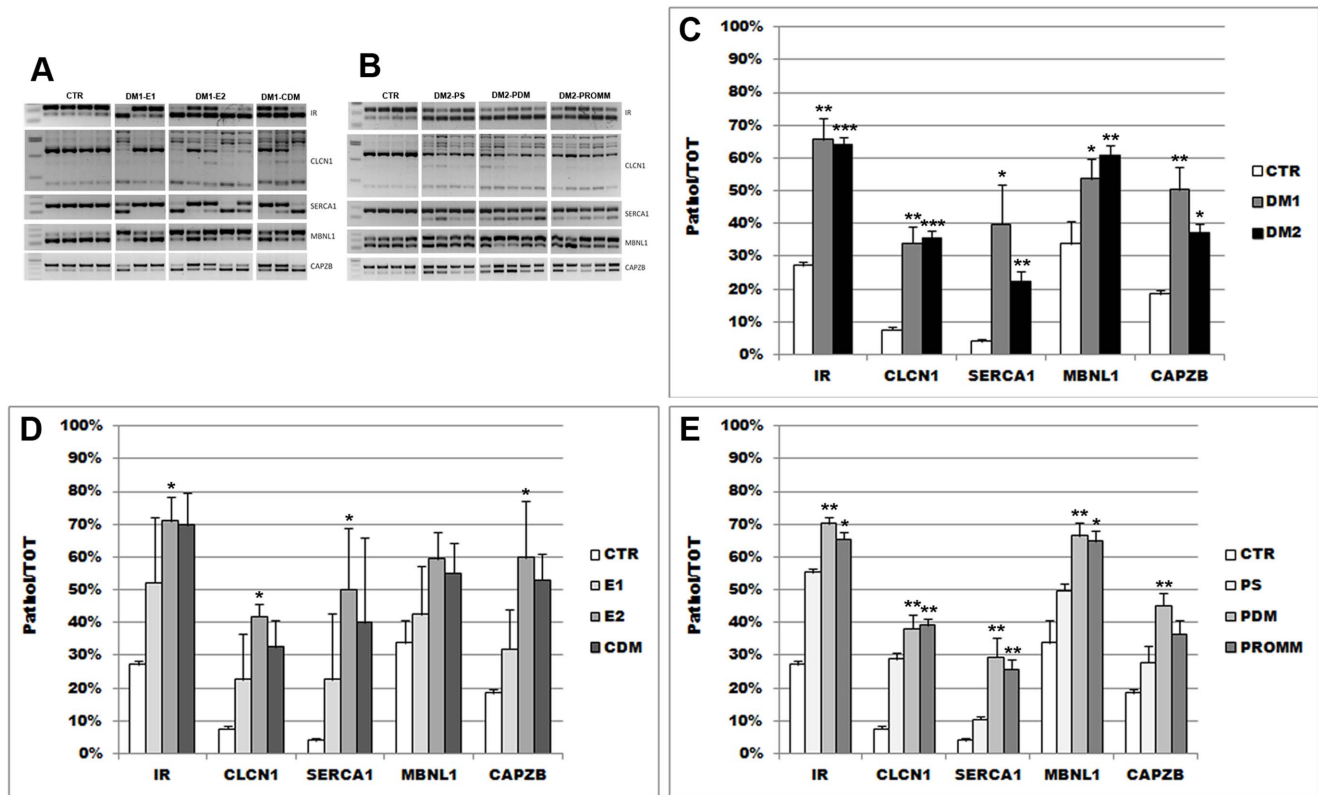 A
CTR DM1-E1 DM1-E2 DM1-CDM
IR
CLCN1
SERCA1
MBNL1
CAPZB
B
CTR DM2-PS DM2-PDM DM2-PROMM
IR
CLCN1
SERCA1
MBNL1
CAPZB
C
Pathol/TOT
100%
90%
80%
70%
60%
50%
40%
30%
20%
10%
0%
** ***
** ***
* **
* **
** *
IR CLCN1 SERCA1 MBNL1 CAPZB
CTR
DM1
DM2
D
Pathol/TOT
100%
90%
80%
70%
60%
50%
40%
30%
20%
10%
0%
*
*
*
*
IR CLCN1 SERCA1 MBNL1 CAPZB
CTR
E1
E2
CDM
E
Pathol/TOT
100%
90%
80%
70%
60%
50%
40%
30%
20%
10%
0%
** *
** **
** **
** *
**
IR CLCN1 SERCA1 MBNL1 CAPZB
CTR
PS
PDM
PROMM